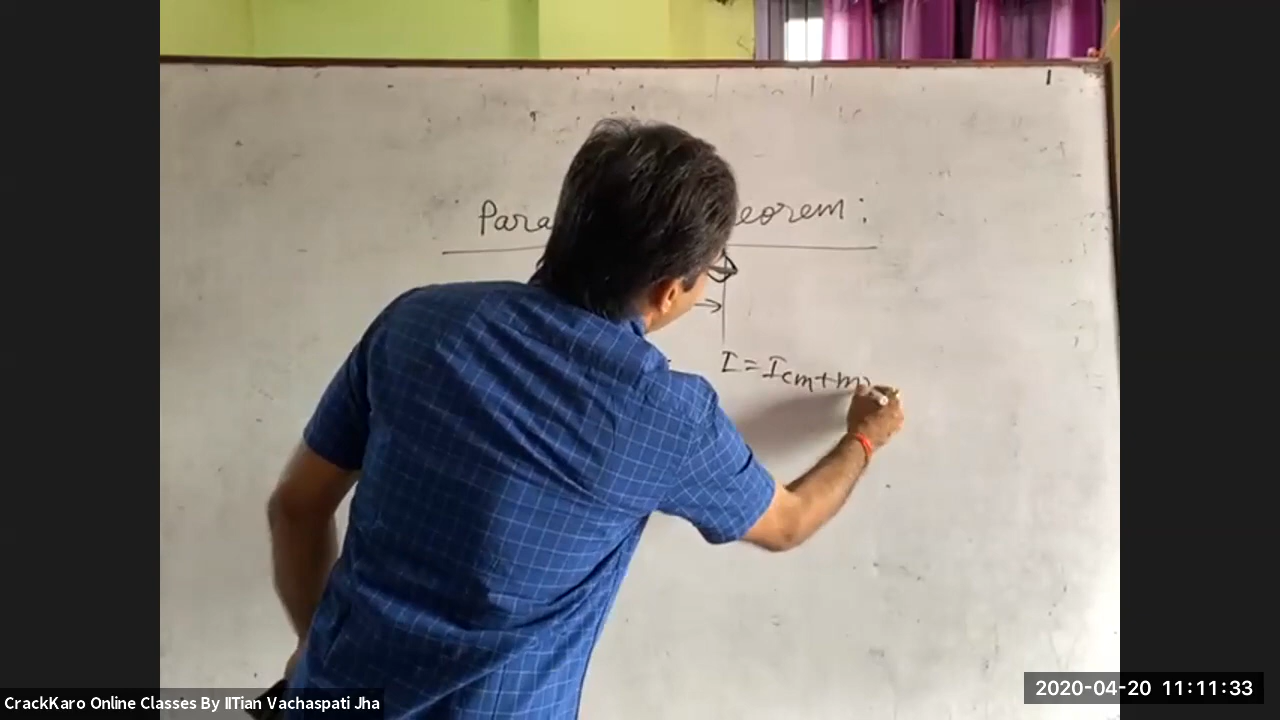 Para eorem :
I = Icm + m
CrackKaro Online Classes By IITian Vachaspati Jha
2020-04-20 11:11:33